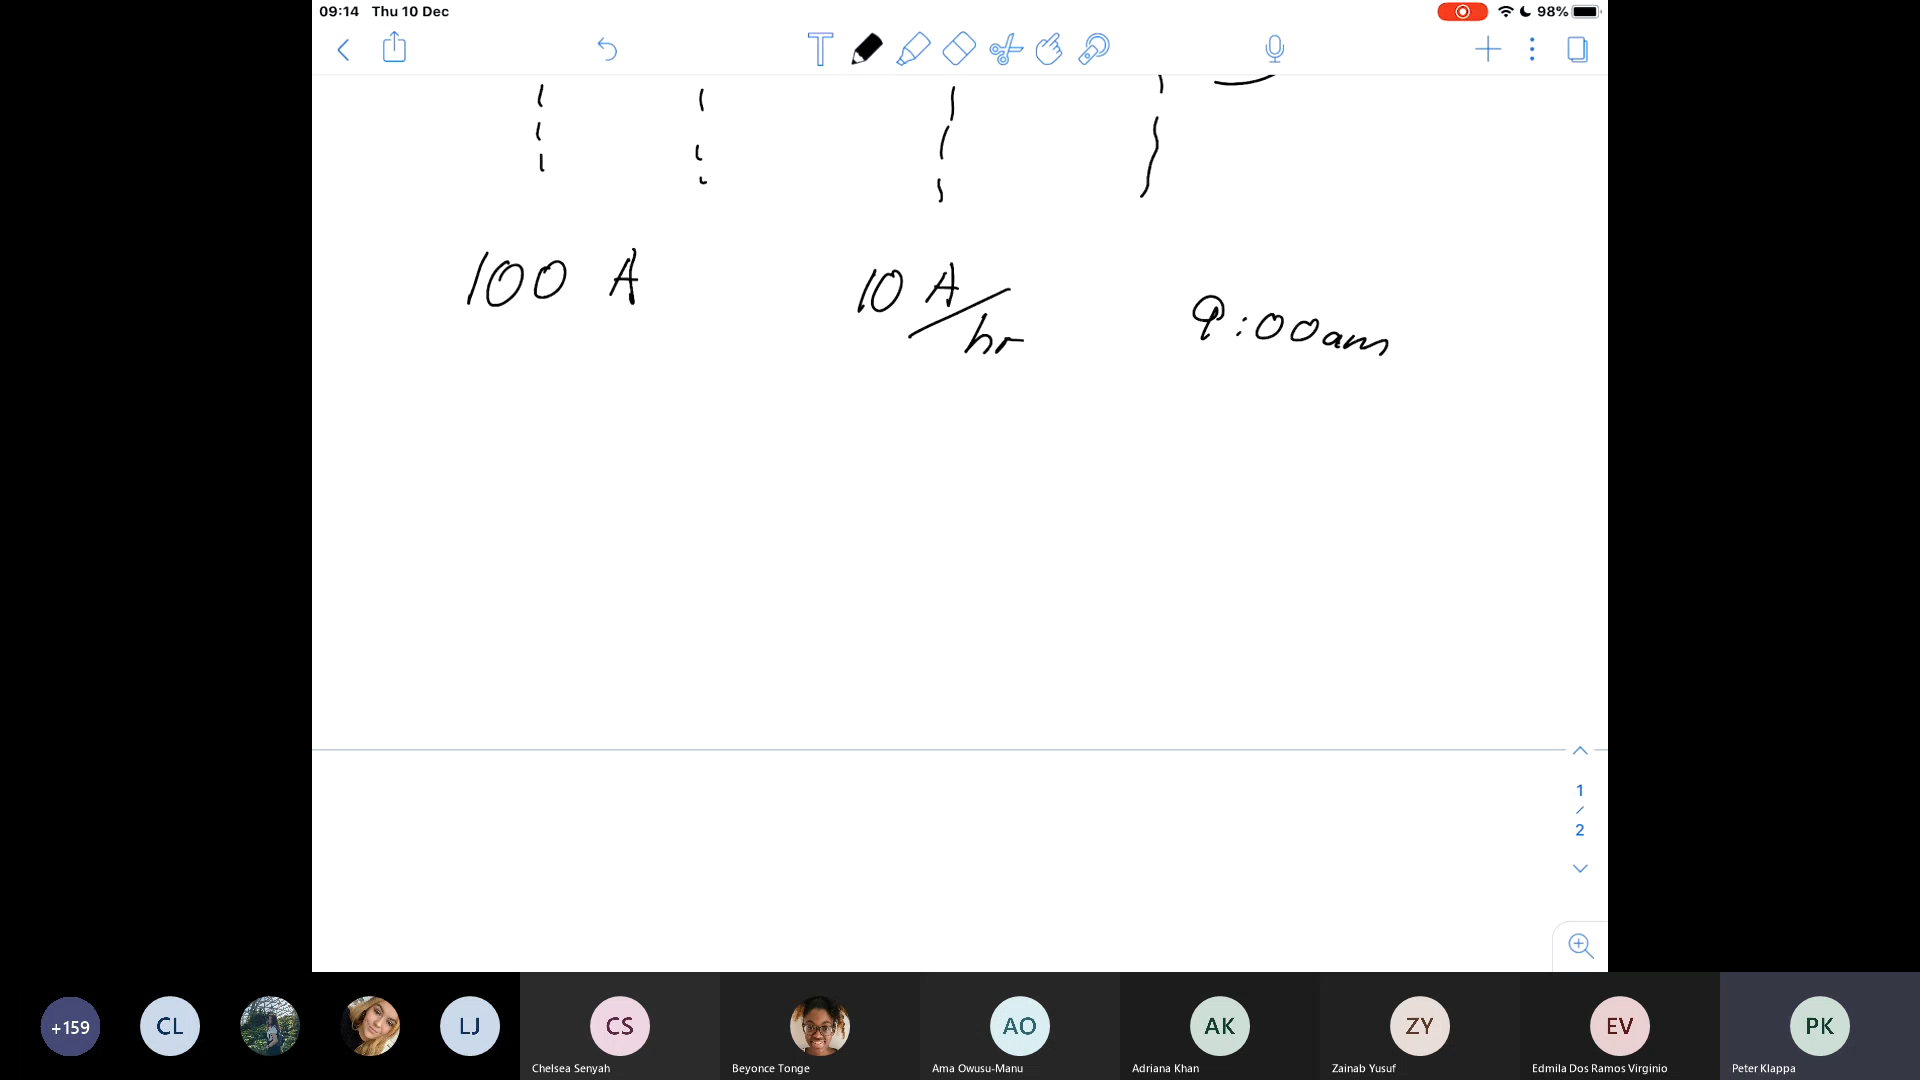 09:14 Thu 10 Dec
98%
T
100 A
10 A/hr
9:00am
1
/
2
+159
CL
LJ
CS
AO
AK
ZY
EV
PK
Chelsea Senyah
Beyonce Tonge
Ama Owusu-Manu
Adriana Khan
Zainab Yusuf
Edmila Dos Ramos Virginio
Peter Klappa